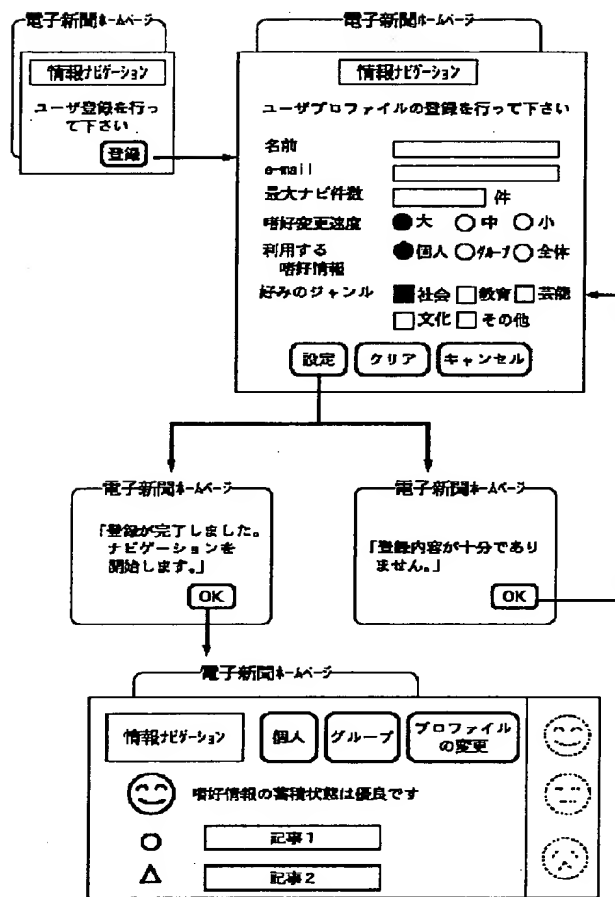 電子新聞ホームページ
情報ナビゲーション
ユーザ登録を行っ
て下さい
登録
電子新聞ホームページ
情報ナビゲーション
ユーザプロファイルの登録を行って下さい
名前
e-mail
最大ナビ件数 件
嗜好変更速度 ●大 ○中 ○小
利用する ●個人 ○グループ ○全体
嗜好情報
好みのジャンル ■社会 □教育 □芸能
□文化 □その他
設定 クリア キャンセル
電子新聞ホームページ
「登録が完了しました。
ナビゲーションを
開始します。」
OK
電子新聞ホームページ
「登録内容が十分であり
ません。」
OK
電子新聞ホームページ
情報ナビゲーション 個人 グループ プロファイル
の変更
嗜好情報の蓄積状態は優良です
○ 記事1
△ 記事2